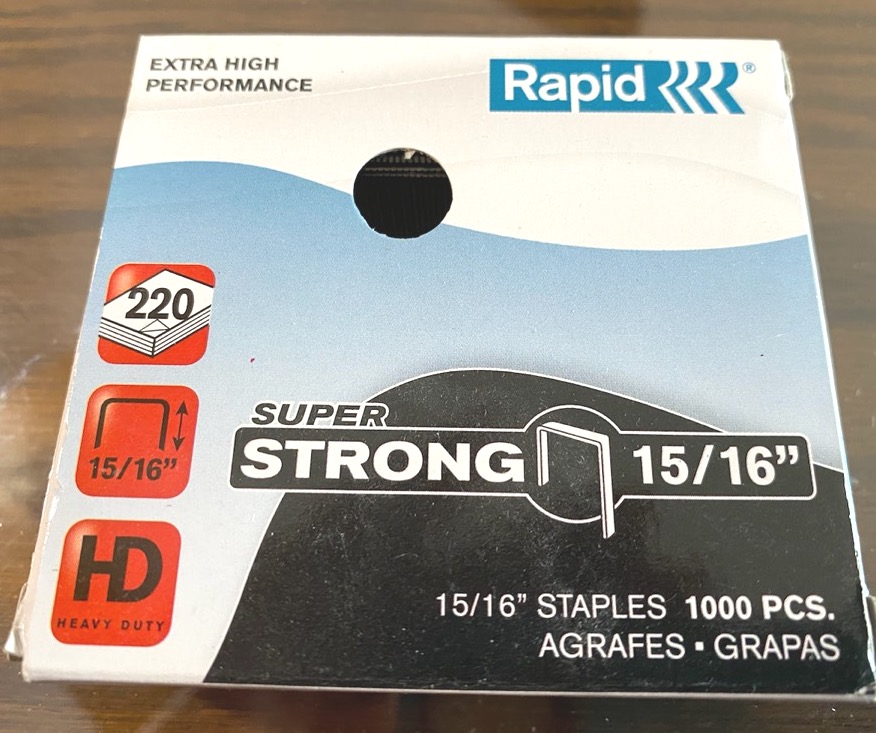 EXTRA HIGH
PERFORMANCE
Rapid®
220
15/16”
HD
HEAVY DUTY
SUPER
STRONG 15/16”
15/16” STAPLES 1000 PCS.
AGRAFES ▪ GRAPAS